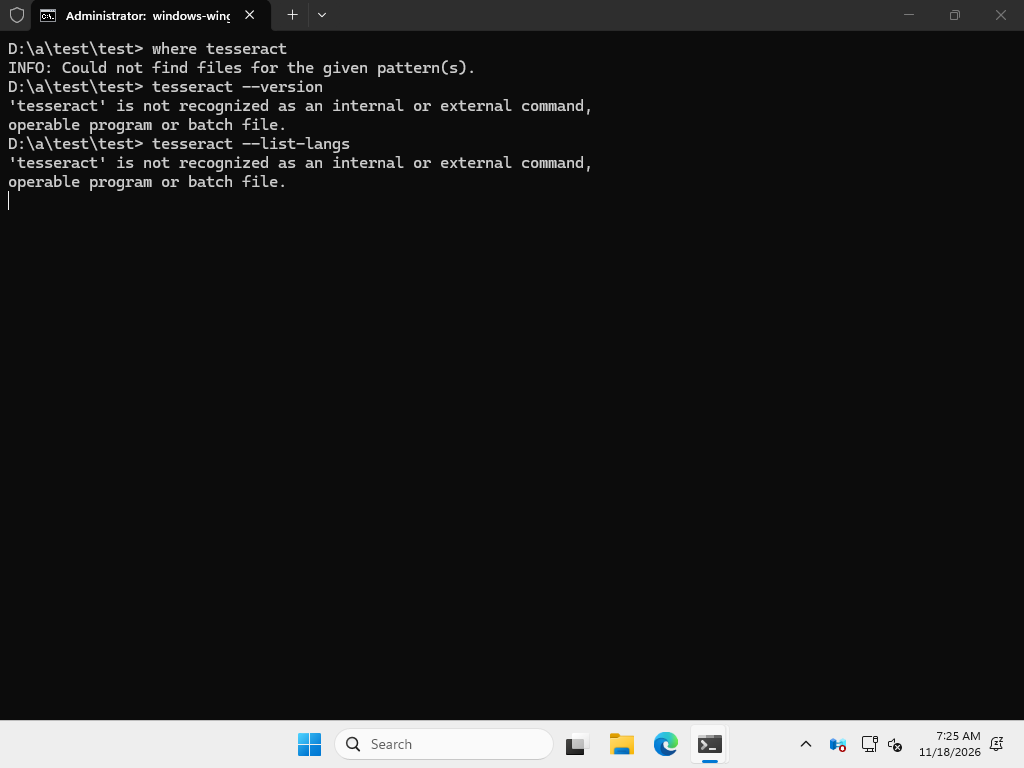 Administrator: windows-wing
D:\a\test\test> where tesseract
INFO: Could not find files for the given pattern(s).
D:\a\test\test> tesseract --version
'tesseract' is not recognized as an internal or external command,
operable program or batch file.
D:\a\test\test> tesseract --list-langs
'tesseract' is not recognized as an internal or external command,
operable program or batch file.
Search
7:25 AM
11/18/2026